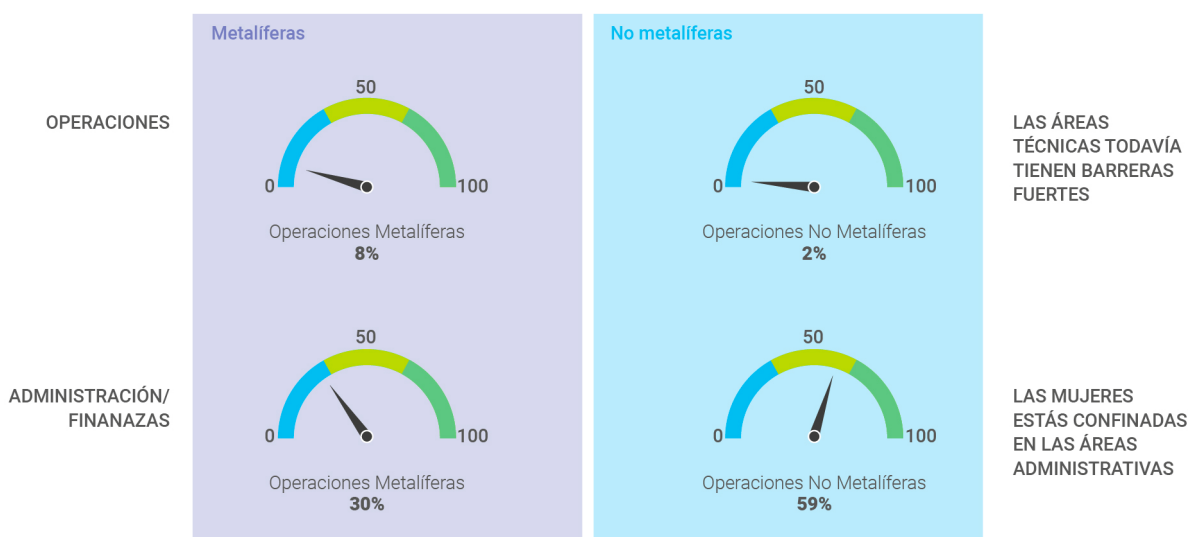 Metalíferas
No metalíferas
OPERACIONES
50
0
100
Operaciones Metalíferas
8%
50
0
100
Operaciones No Metalíferas
2%
LAS ÁREAS
TÉCNICAS TODAVÍA
TIENEN BARRERAS
FUERTES
ADMINISTRACIÓN/
FINANAZAS
50
0
100
Operaciones Metalíferas
30%
50
0
100
Operaciones No Metalíferas
59%
LAS MUJERES
ESTÁS CONFINADAS
EN LAS ÁREAS
ADMINISTRATIVAS